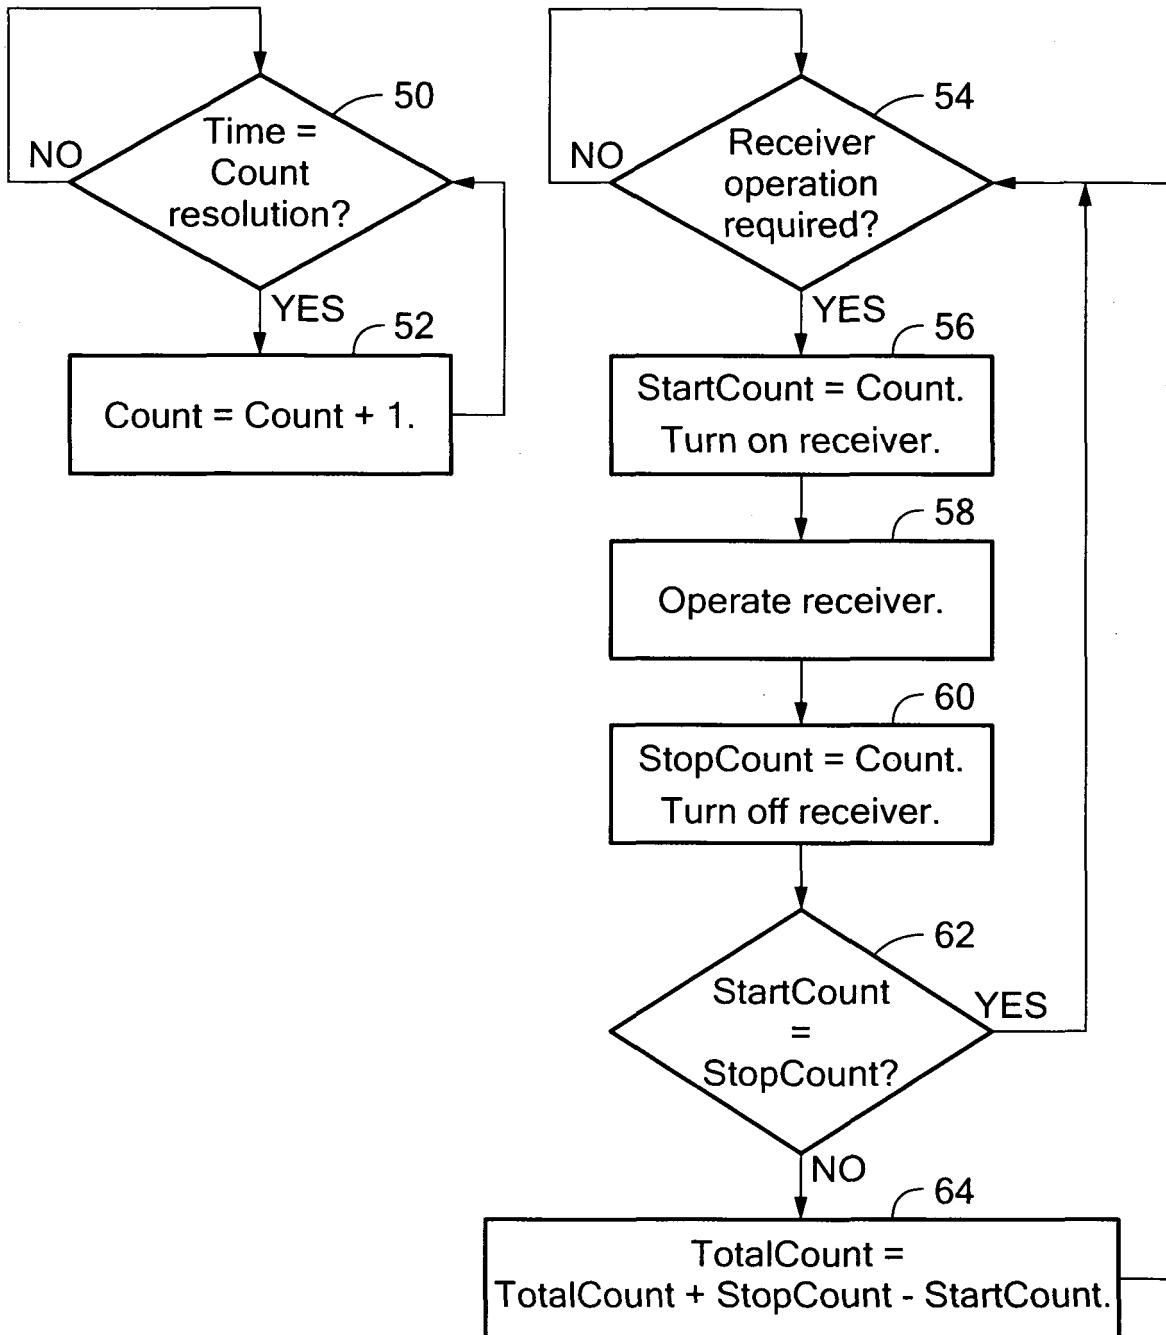 50
Time =
Count
resolution?
NO
YES
52
Count = Count + 1.
54
Receiver
operation
required?
NO
YES
56
StartCount = Count.
Turn on receiver.
58
Operate receiver.
60
StopCount = Count.
Turn off receiver.
62
StartCount
=
StopCount?
YES
NO
64
TotalCount =
TotalCount + StopCount - StartCount.